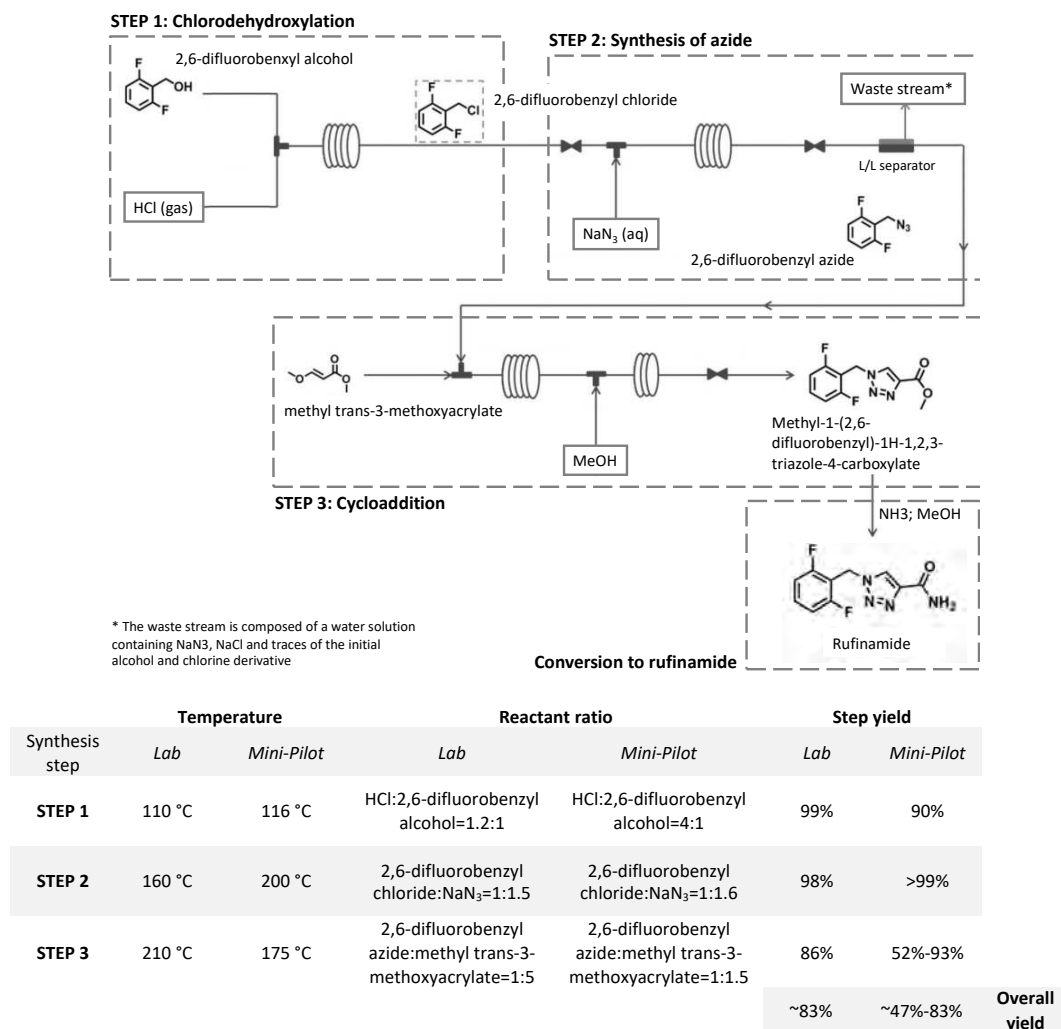 STEP 1: Chlorodehydroxylation
2,6-difluorobenxyl alcohol
F
OH
F
HCl (gas)
F
Cl
F
2,6-difluorobenzyl chloride
STEP 2: Synthesis of azide
Waste stream*
L/L separator
NaN3 (aq)
F
N3
F
2,6-difluorobenzyl azide
O
O
O
methyl trans-3-methoxyacrylate
MeOH
F
N
N=N
F
O
O
Methyl-1-(2,6-
difluorobenzyl)-1H-1,2,3-
triazole-4-carboxylate
STEP 3: Cycloaddition
NH3; MeOH
F
N
N=N
F
O
NH2
Rufinamide
Conversion to rufinamide
* The waste stream is composed of a water solution
containing NaN3, NaCl and traces of the initial
alcohol and chlorine derivative
Temperature Reactant ratio Step yield
Synthesis
step
Lab Mini-Pilot Lab Mini-Pilot Lab Mini-Pilot
STEP 1 110 °C 116 °C HCl:2,6-difluorobenzyl
alcohol=1.2:1 HCl:2,6-difluorobenzyl
alcohol=4:1 99% 90%
STEP 2 160 °C 200 °C 2,6-difluorobenzyl
chloride:NaN3=1:1.5 2,6-difluorobenzyl
chloride:NaN3=1:1.6 98% >99%
STEP 3 210 °C 175 °C 2,6-difluorobenzyl
azide:methyl trans-3-
methoxyacrylate=1:5 2,6-difluorobenzyl
azide:methyl trans-3-
methoxyacrylate=1:1.5 86% 52%-93%
~83% ~47%-83% Overall
yield